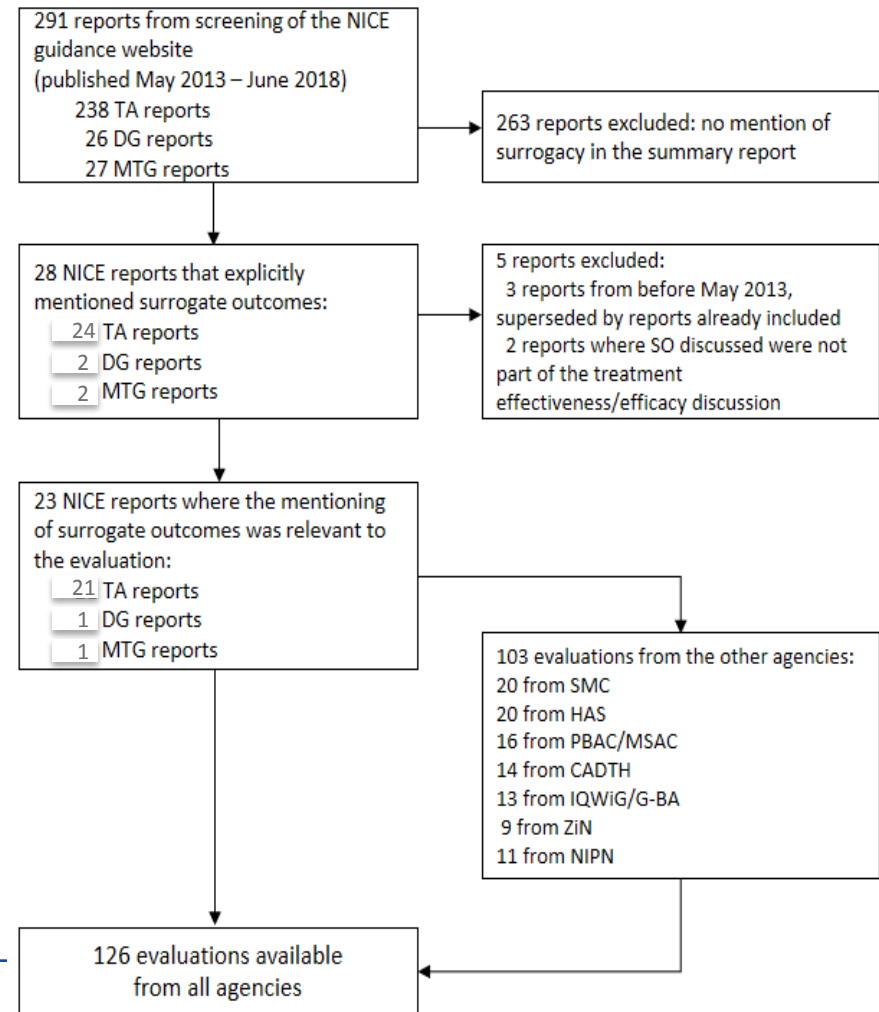 291 reports from screening of the NICE
guidance website
(published May 2013 – June 2018)
238 TA reports
26 DG reports
27 MTG reports
263 reports excluded: no mention of
surrogacy in the summary report
28 NICE reports that explicitly
mentioned surrogate outcomes:
24 TA reports
2 DG reports
2 MTG reports
5 reports excluded:
3 reports from before May 2013,
superseded by reports already included
2 reports where SO discussed were not
part of the treatment
effectiveness/efficacy discussion
23 NICE reports where the mentioning
of surrogate outcomes was relevant to
the evaluation:
21 TA reports
1 DG reports
1 MTG reports
103 evaluations from the other agencies:
20 from SMC
20 from HAS
16 from PBAC/MSAC
14 from CADTH
13 from IQWiG/G-BA
9 from ZiN
11 from NIPN
126 evaluations available
from all agencies